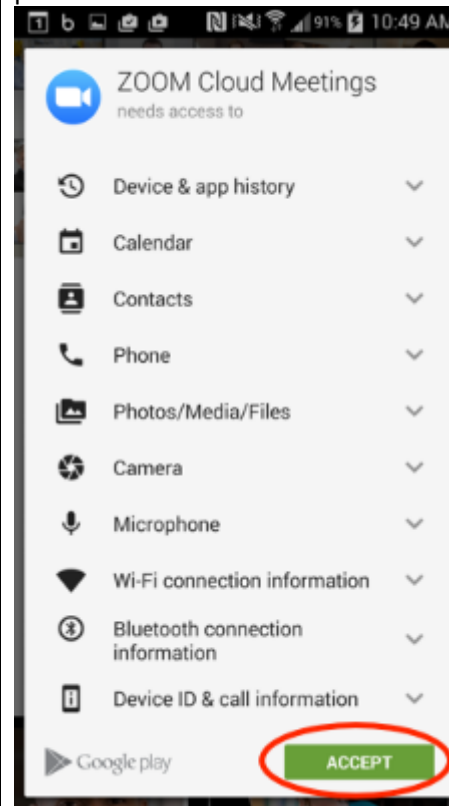 1 b 91% 10:49 AM
ZOOM Cloud Meetings
needs access to
Device & app history
Calendar
Contacts
Phone
Photos/Media/Files
Camera
Microphone
Wi-Fi connection information
Bluetooth connection
information
Device ID & call information
Google play ACCEPT